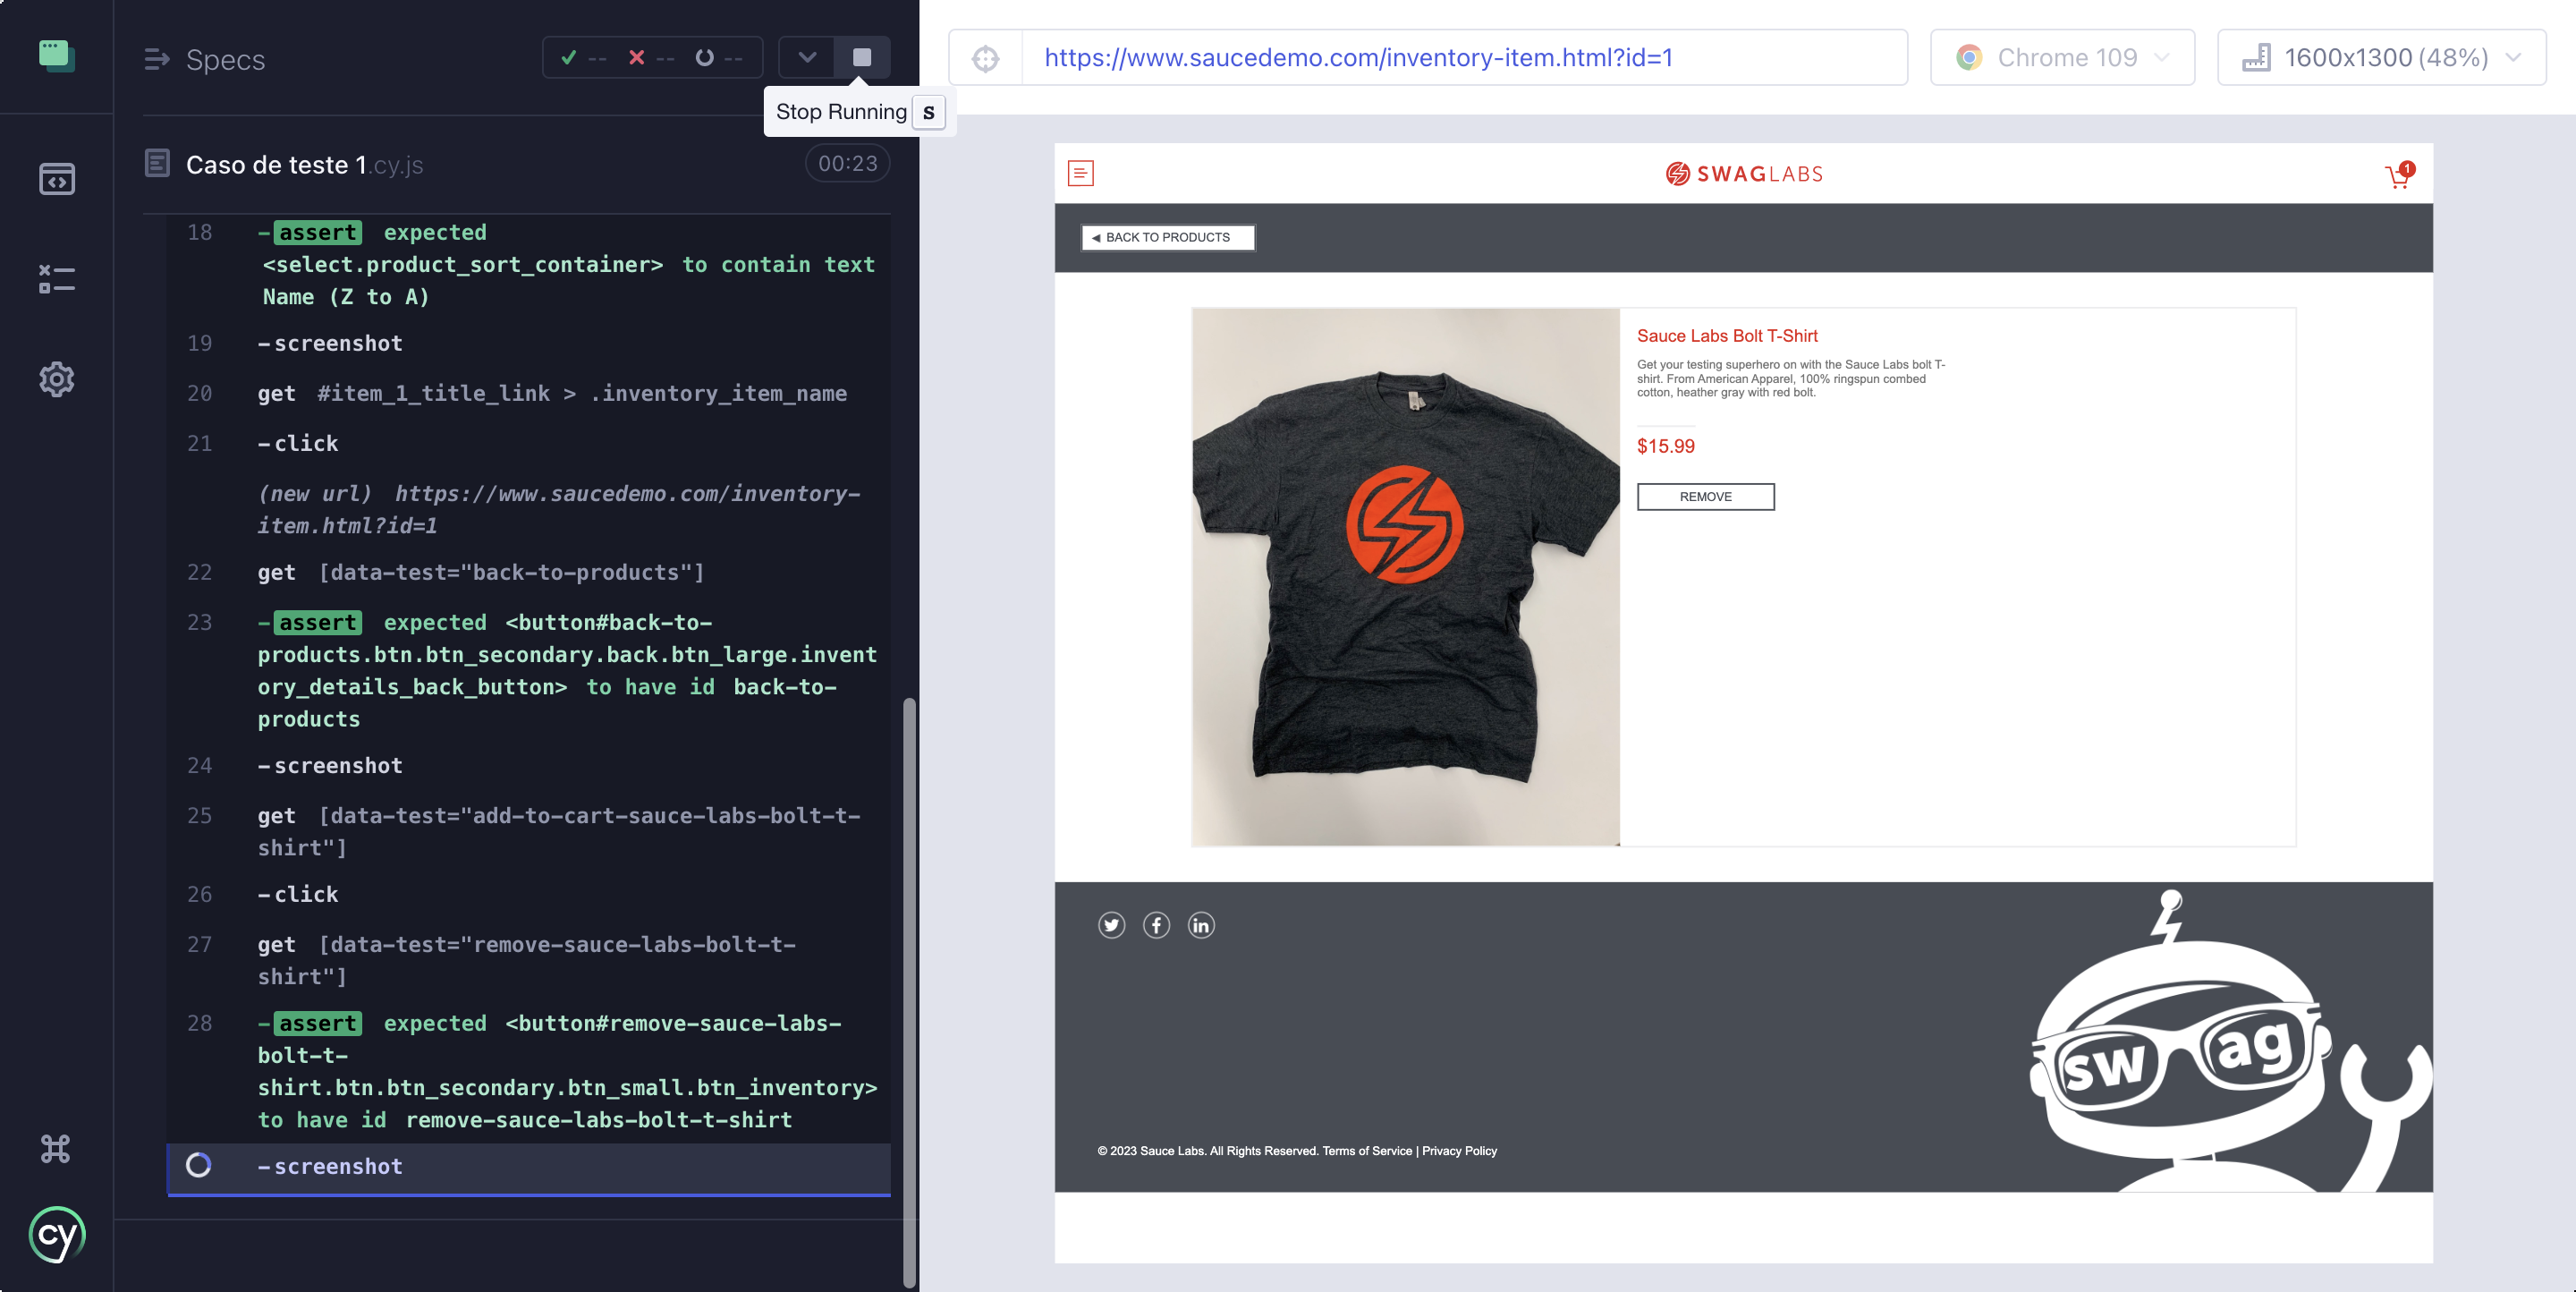 Specs
-- -- --
Stop Running S
Caso de teste 1.cy.js
00:23
18 -assert expected
<select.product_sort_container> to contain text
Name (Z to A)
19 -screenshot
20 get #item_1_title_link > .inventory_item_name
21 -click
(new url) https://www.saucedemo.com/inventory-
item.html?id=1
22 get [data-test="back-to-products"]
23 -assert expected <button#back-to-
products.btn.btn_secondary.back.btn_large.invent
ory_details_back_button> to have id back-to-
products
24 -screenshot
25 get [data-test="add-to-cart-sauce-labs-bolt-t-
shirt"]
26 -click
27 get [data-test="remove-sauce-labs-bolt-t-
shirt"]
28 -assert expected <button#remove-sauce-labs-
bolt-t-
shirt.btn.btn_secondary.btn_small.btn_inventory>
to have id remove-sauce-labs-bolt-t-shirt
-screenshot
cy
https://www.saucedemo.com/inventory-item.html?id=1
Chrome 109
1600x1300 (48%)
SWAGLABS
1
BACK TO PRODUCTS
Sauce Labs Bolt T-Shirt
Get your testing superhero on with the Sauce Labs bolt T-
shirt. From American Apparel, 100% ringspun combed
cotton, heather gray with red bolt.
$15.99
REMOVE
f in
sw ag
© 2023 Sauce Labs. All Rights Reserved. Terms of Service | Privacy Policy